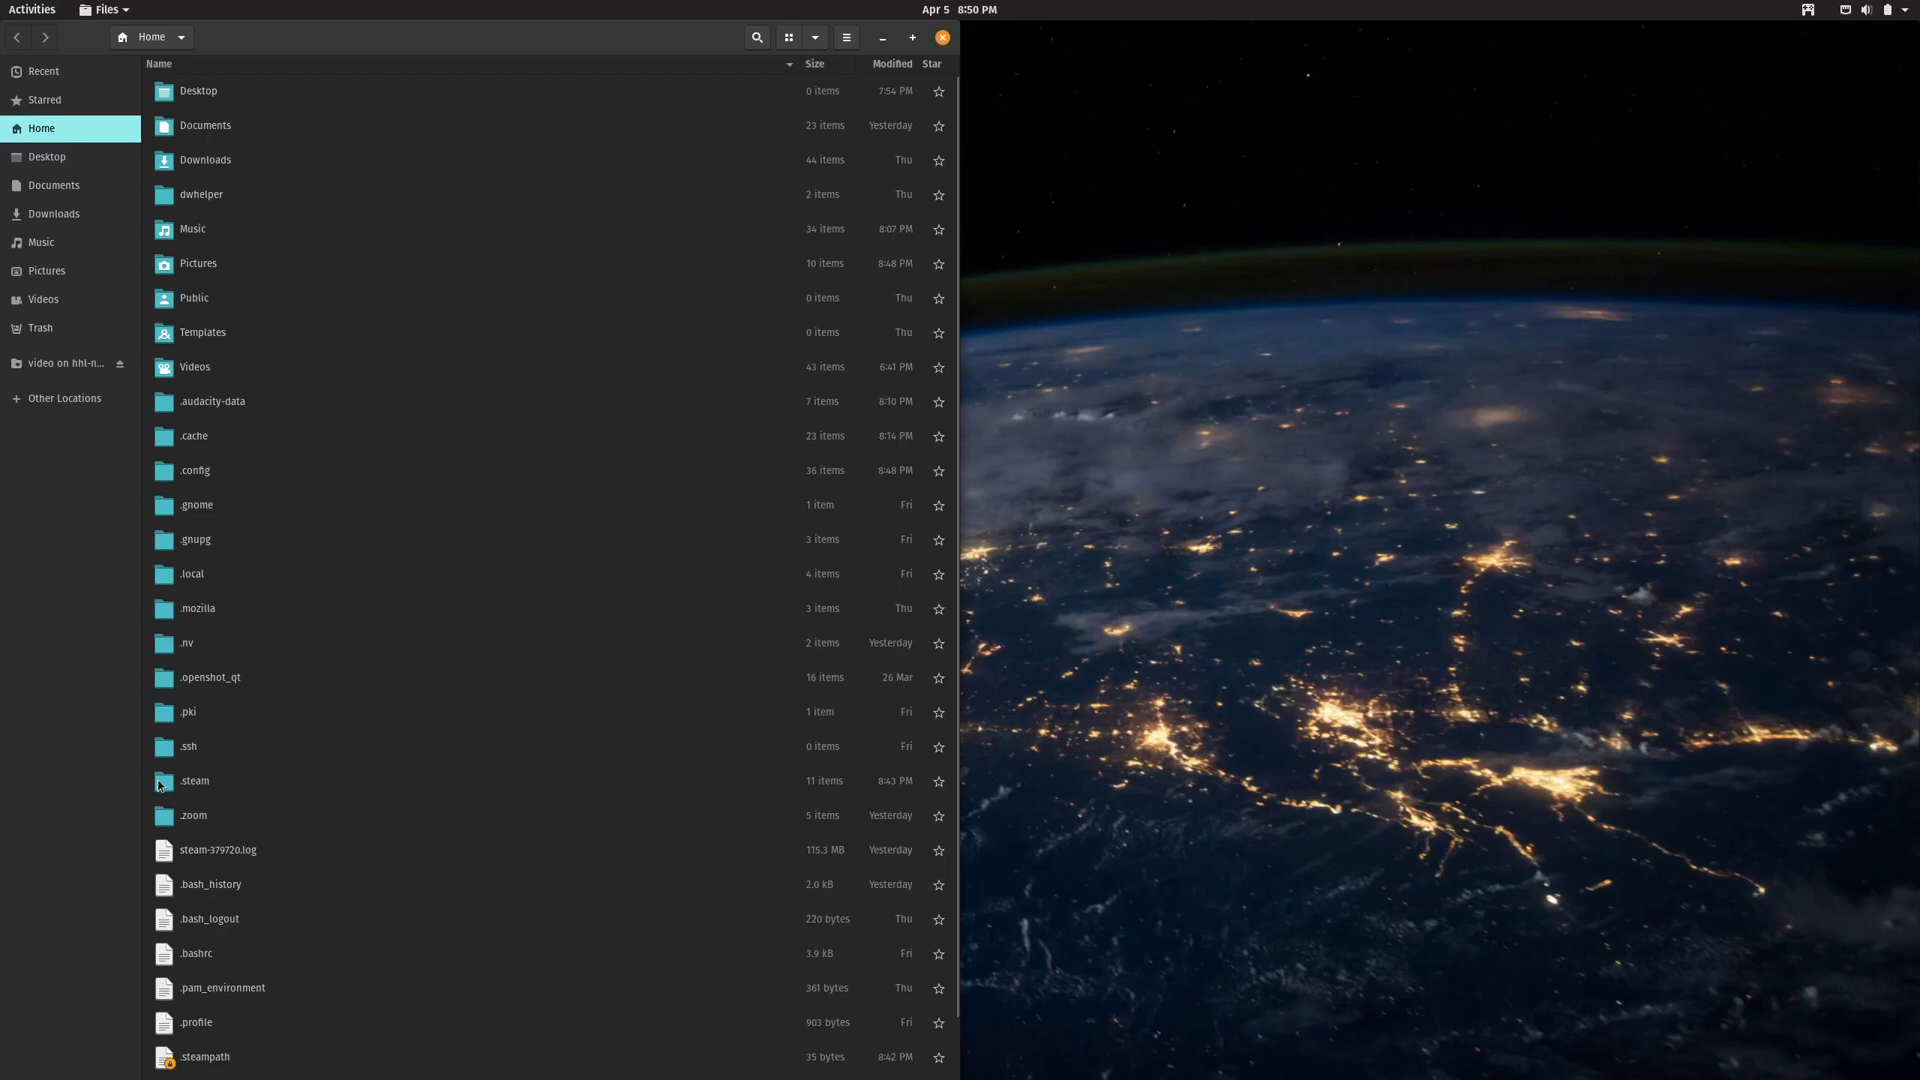 Activities Files Apr 5 8:50 PM
Home
Name Size Modified Star
Recent
Starred
Home
Desktop
Documents
Downloads
Music
Pictures
Videos
Trash
video on hhl-n...
Other Locations
Desktop 0 items 7:54 PM
Documents 23 items Yesterday
Downloads 44 items Thu
dwhelper 2 items Thu
Music 34 items 8:07 PM
Pictures 10 items 8:48 PM
Public 0 items Thu
Templates 0 items Thu
Videos 43 items 6:41 PM
.audacity-data 7 items 8:10 PM
.cache 23 items 8:14 PM
.config 36 items 8:48 PM
.gnome 1 item Fri
.gnupg 3 items Fri
.local 4 items Fri
.mozilla 3 items Thu
.nv 2 items Yesterday
.openshot_qt 16 items 26 Mar
.pki 1 item Fri
.ssh 0 items Fri
.steam 11 items 8:43 PM
.zoom 5 items Yesterday
steam-379720.log 115.3 MB Yesterday
.bash_history 2.0 kB Yesterday
.bash_logout 220 bytes Thu
.bashrc 3.9 kB Fri
.pam_environment 361 bytes Thu
.profile 903 bytes Fri
.steampath 35 bytes 8:42 PM